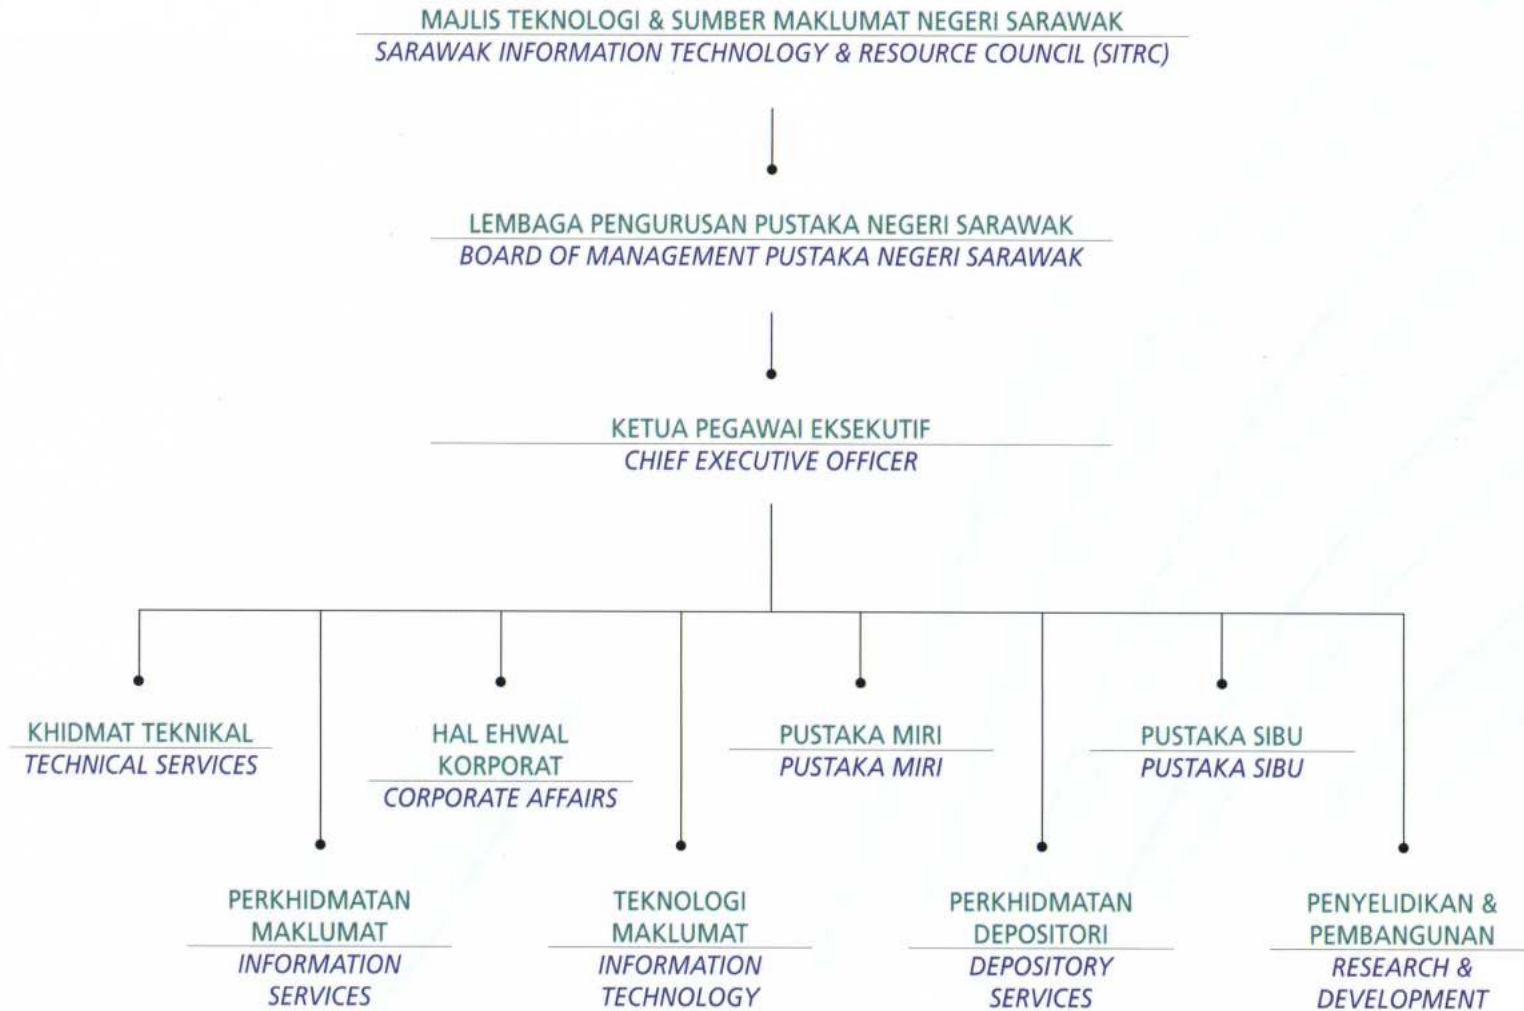 MAJLIS TEKNOLOGI & SUMBER MAKLUMAT NEGERI SARAWAK
SARAWAK INFORMATION TECHNOLOGY & RESOURCE COUNCIL (SITRC)
LEMBAGA PENGURUSAN PUSTAKA NEGERI SARAWAK
BOARD OF MANAGEMENT PUSTAKA NEGERI SARAWAK
KETUA PEGAWAI EKSEKUTIF
CHIEF EXECUTIVE OFFICER
KHIDMAT TEKNIKAL
TECHNICAL SERVICES
HAL EHWAL
KORPORAT
CORPORATE AFFAIRS
PUSTAKA MIRI
PUSTAKA MIRI
PUSTAKA SIBU
PUSTAKA SIBU
PERKHIDMATAN
MAKLUMAT
INFORMATION
SERVICES
TEKNOLOGI
MAKLUMAT
INFORMATION
TECHNOLOGY
PERKHIDMATAN
DEPOSITORI
DEPOSITORY
SERVICES
PENYELIDIKAN &
PEMBANGUNAN
RESEARCH &
DEVELOPMENT